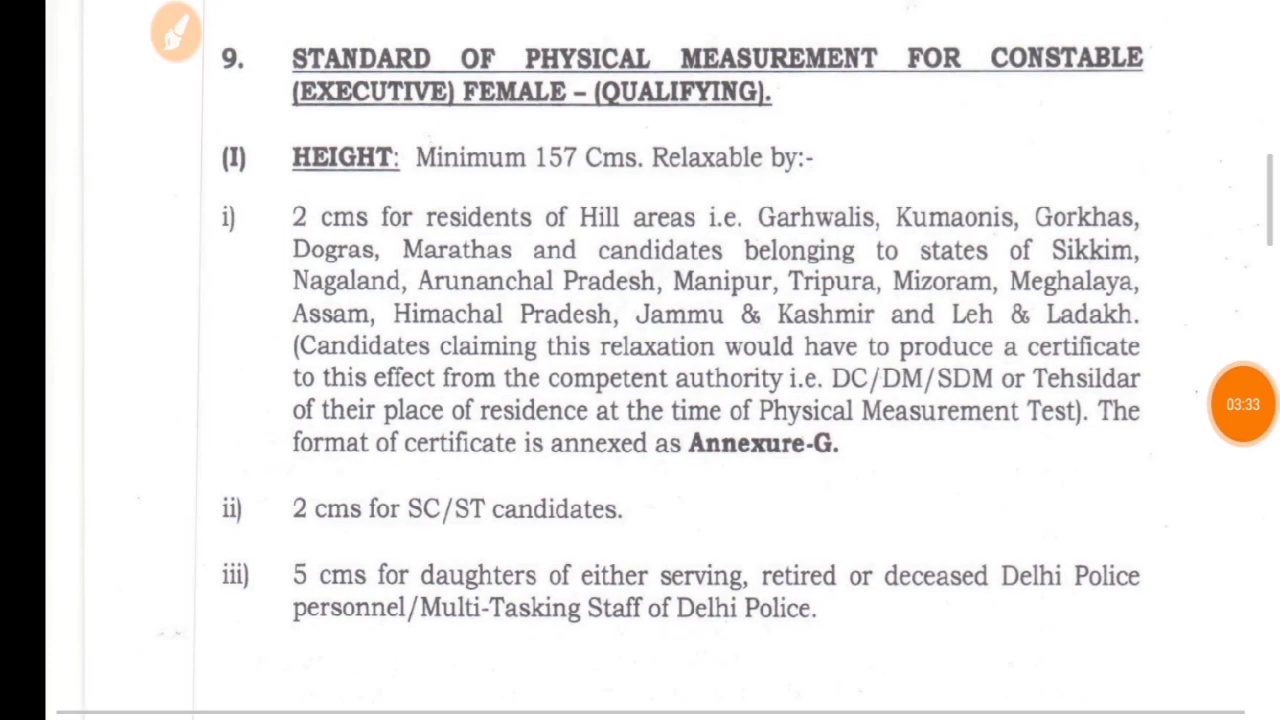 9. STANDARD OF PHYSICAL MEASUREMENT FOR CONSTABLE
(EXECUTIVE) FEMALE – (QUALIFYING).
(I) HEIGHT: Minimum 157 Cms. Relaxable by:-
i) 2 cms for residents of Hill areas i.e. Garhwalis, Kumaonis, Gorkhas,
Dogras, Marathas and candidates belonging to states of Sikkim,
Nagaland, Arunanchal Pradesh, Manipur, Tripura, Mizoram, Meghalaya,
Assam, Himachal Pradesh, Jammu & Kashmir and Leh & Ladakh.
(Candidates claiming this relaxation would have to produce a certificate
to this effect from the competent authority i.e. DC/DM/SDM or Tehsildar
of their place of residence at the time of Physical Measurement Test). The
format of certificate is annexed as Annexure-G.
03:33
ii) 2 cms for SC/ST candidates.
iii) 5 cms for daughters of either serving, retired or deceased Delhi Police
personnel/Multi-Tasking Staff of Delhi Police.